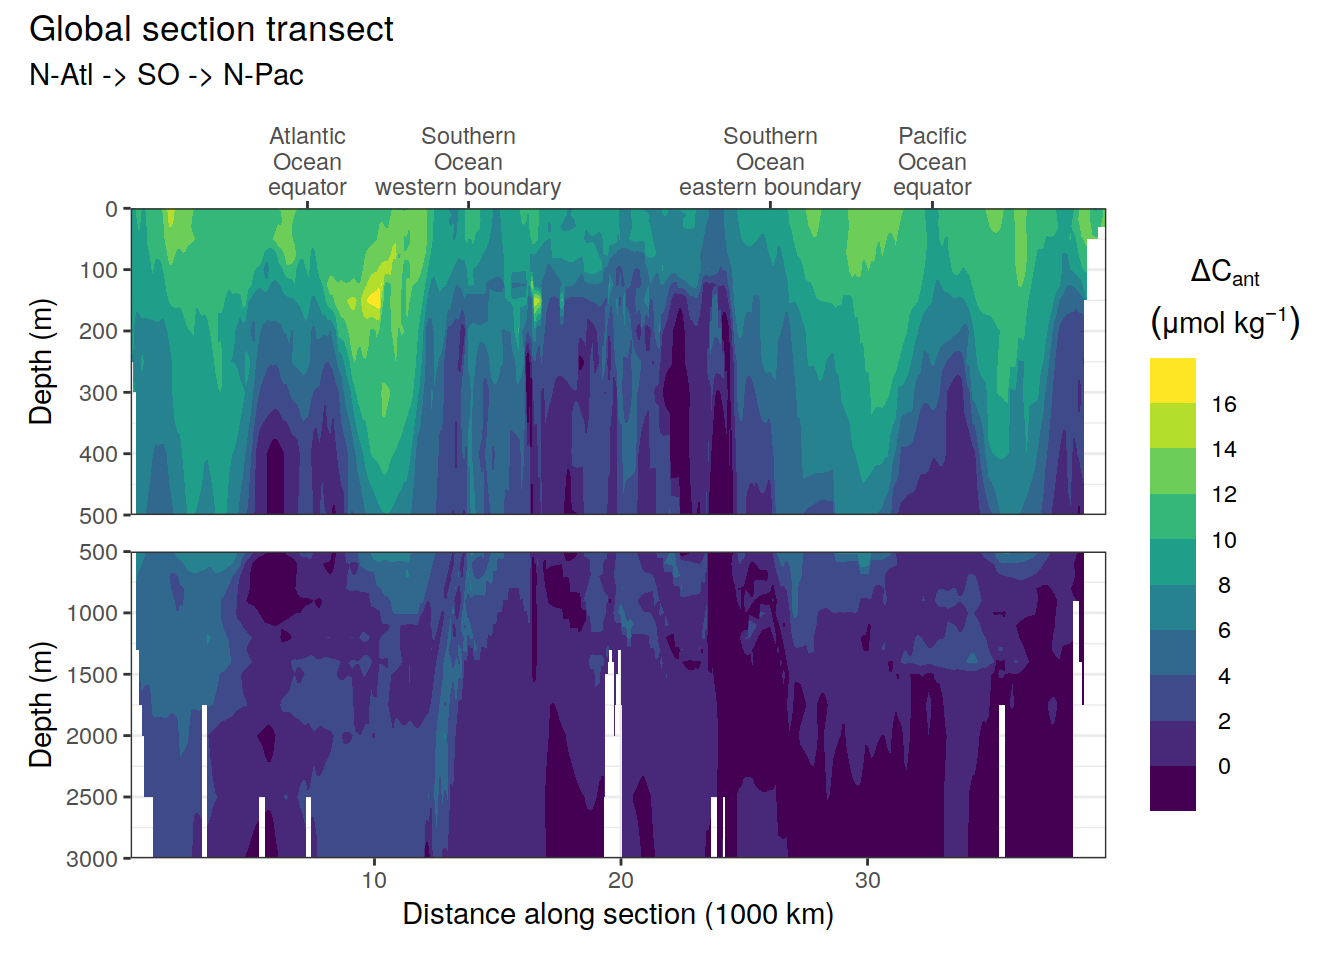 Global section transect
N-Atl -> SO -> N-Pac
Atlantic
Ocean
equator
Southern
Ocean
western boundary
Southern
Ocean
eastern boundary
Pacific
Ocean
equator
0
100
200
300
400
500
Depth (m)
500
1000
1500
2000
2500
3000
Depth (m)
10
20
30
Distance along section (1000 km)
ΔCant
(μmol kg⁻¹)
16
14
12
10
8
6
4
2
0